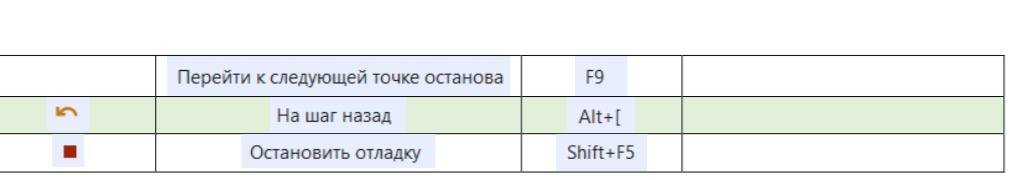 Перейти к следующей точке останова F9
На шаг назад Alt+[
Остановить отладку Shift+F5